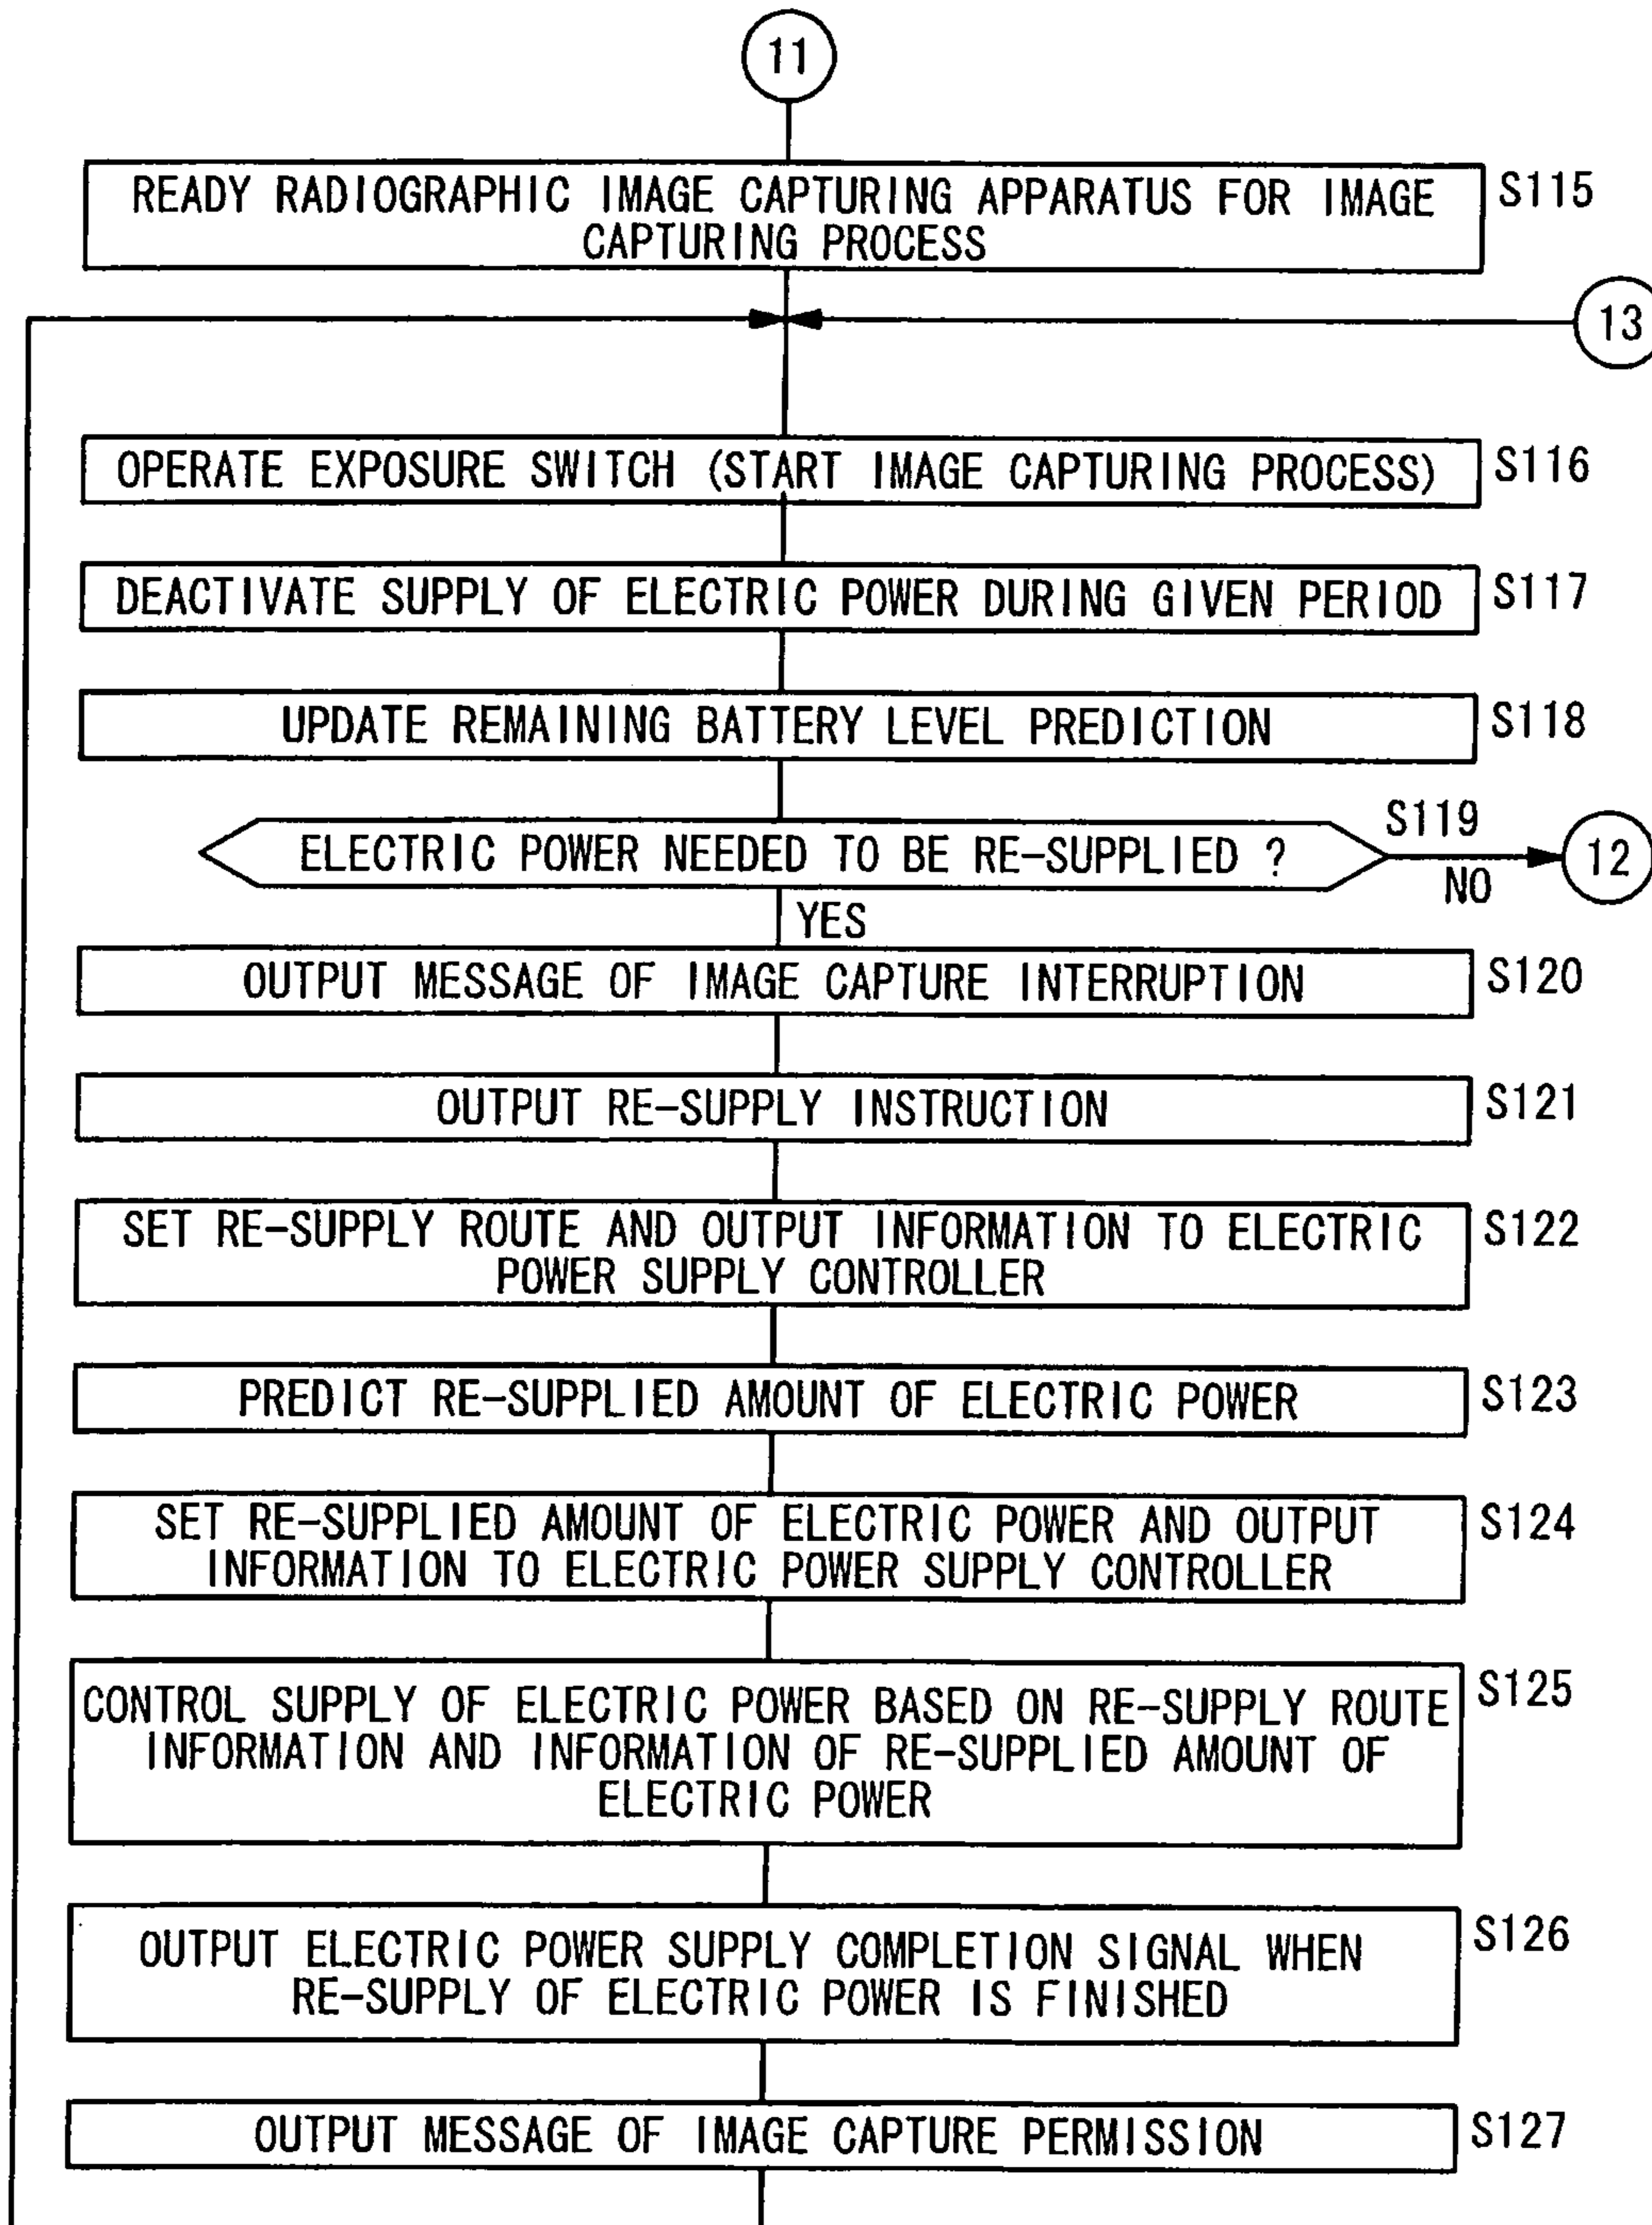 11
READY RADIOGRAPHIC IMAGE CAPTURING APPARATUS FOR IMAGE
CAPTURING PROCESS
S115
13
OPERATE EXPOSURE SWITCH (START IMAGE CAPTURING PROCESS)
S116
DEACTIVATE SUPPLY OF ELECTRIC POWER DURING GIVEN PERIOD
S117
UPDATE REMAINING BATTERY LEVEL PREDICTION
S118
ELECTRIC POWER NEEDED TO BE RE-SUPPLIED ?
S119
NO
12
YES
OUTPUT MESSAGE OF IMAGE CAPTURE INTERRUPTION
S120
OUTPUT RE-SUPPLY INSTRUCTION
S121
SET RE-SUPPLY ROUTE AND OUTPUT INFORMATION TO ELECTRIC
POWER SUPPLY CONTROLLER
S122
PREDICT RE-SUPPLIED AMOUNT OF ELECTRIC POWER
S123
SET RE-SUPPLIED AMOUNT OF ELECTRIC POWER AND OUTPUT
INFORMATION TO ELECTRIC POWER SUPPLY CONTROLLER
S124
CONTROL SUPPLY OF ELECTRIC POWER BASED ON RE-SUPPLY ROUTE
INFORMATION AND INFORMATION OF RE-SUPPLIED AMOUNT OF
ELECTRIC POWER
S125
OUTPUT ELECTRIC POWER SUPPLY COMPLETION SIGNAL WHEN
RE-SUPPLY OF ELECTRIC POWER IS FINISHED
S126
OUTPUT MESSAGE OF IMAGE CAPTURE PERMISSION
S127